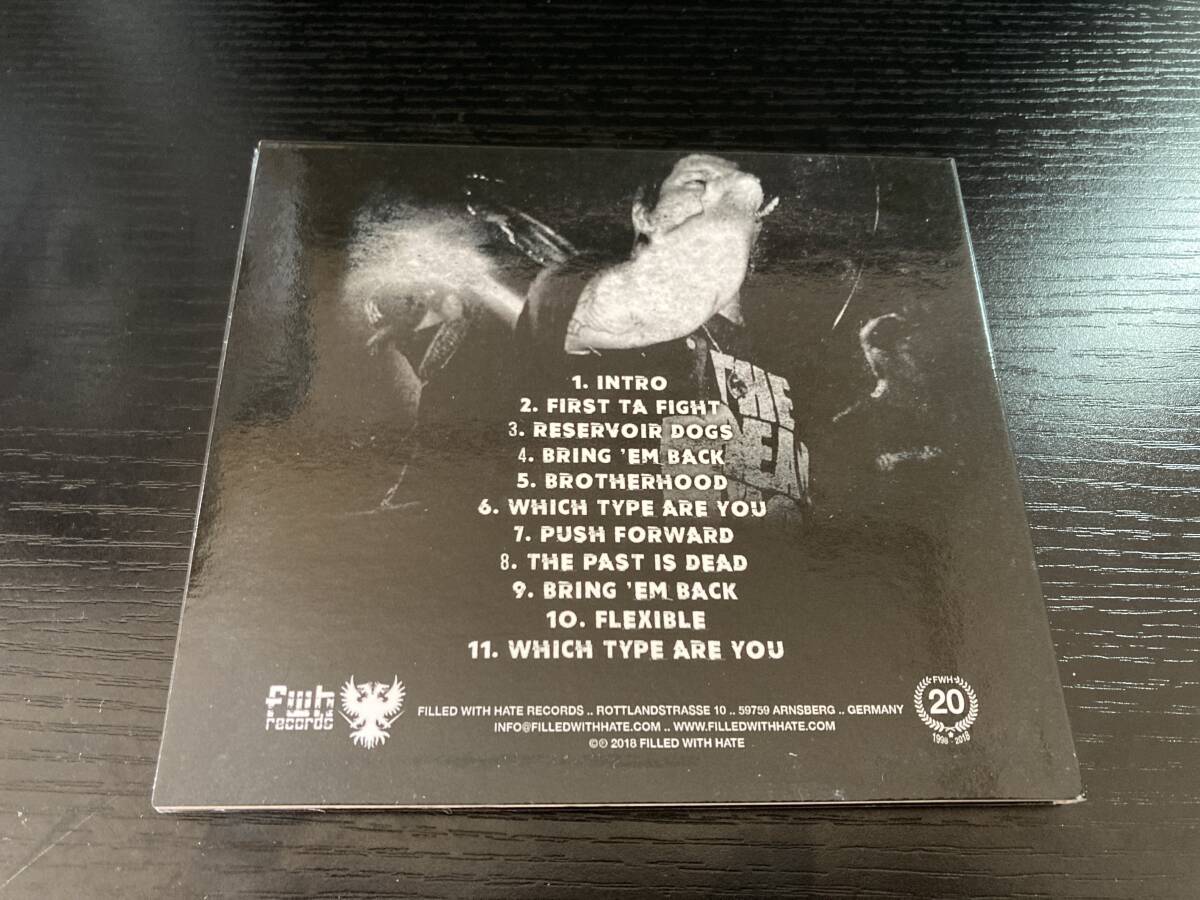 THE
DEAD
1. INTRO
2. FIRST TA FIGHT
3. RESERVOIR DOGS
4. BRING 'EM BACK
5. BROTHERHOOD
6. WHICH TYPE ARE YOU
7. PUSH FORWARD
8. THE PAST IS DEAD
9. BRING 'EM BACK
10. FLEXIBLE
11. WHICH TYPE ARE YOU
fwh
records
FILLED WITH HATE RECORDS .. ROTTLANDSTRASSE 10 .. 59759 ARNSBERG .. GERMANY
INFO@FILLEDWITHHATE.COM .. WWW.FILLEDWITHHATE.COM
©℗ 2018 FILLED WITH HATE
FWH
20
1998 ★ 2018